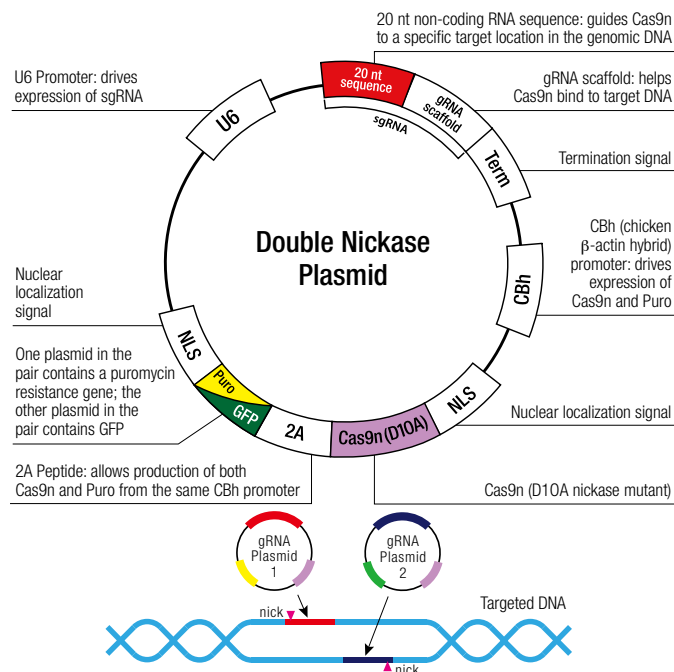 20 nt non-coding RNA sequence: guides Cas9n
to a specific target location in the genomic DNA
U6 Promoter: drives
expression of sgRNA
gRNA scaffold: helps
Cas9n bind to target DNA
20 nt
sequence
gRNA
scaffold
sgRNA
U6
Term
Termination signal
Double Nickase
Plasmid
CBh (chicken
β-actin hybrid)
promoter: drives
expression of
Cas9n and Puro
CBh
Nuclear
localization
signal
NLS
One plasmid in the
pair contains a puromycin
resistance gene; the
other plasmid in the
pair contains GFP
Puro
GFP
2A
Cas9n (D10A)
NLS
Nuclear localization signal
2A Peptide: allows production of both
Cas9n and Puro from the same CBh promoter
Cas9n (D10A nickase mutant)
gRNA
Plasmid
1
gRNA
Plasmid
2
Targeted DNA
nick
nick